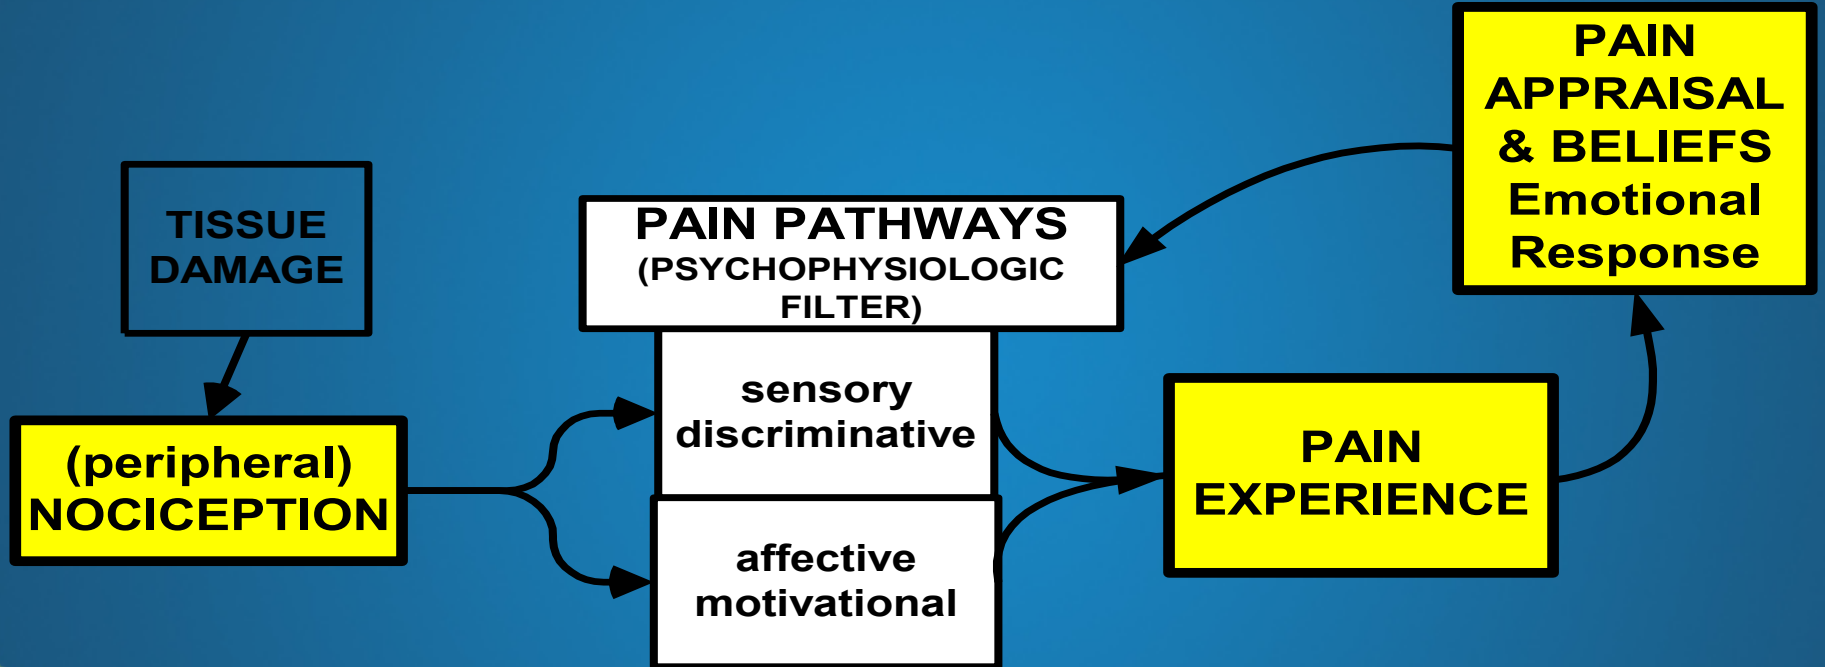 TISSUE
DAMAGE
(peripheral)
NOCICEPTION
PAIN PATHWAYS
(PSYCHOPHYSIOLOGIC
FILTER)
sensory
discriminative
affective
motivational
PAIN
EXPERIENCE
PAIN
APPRAISAL
& BELIEFS
Emotional
Response